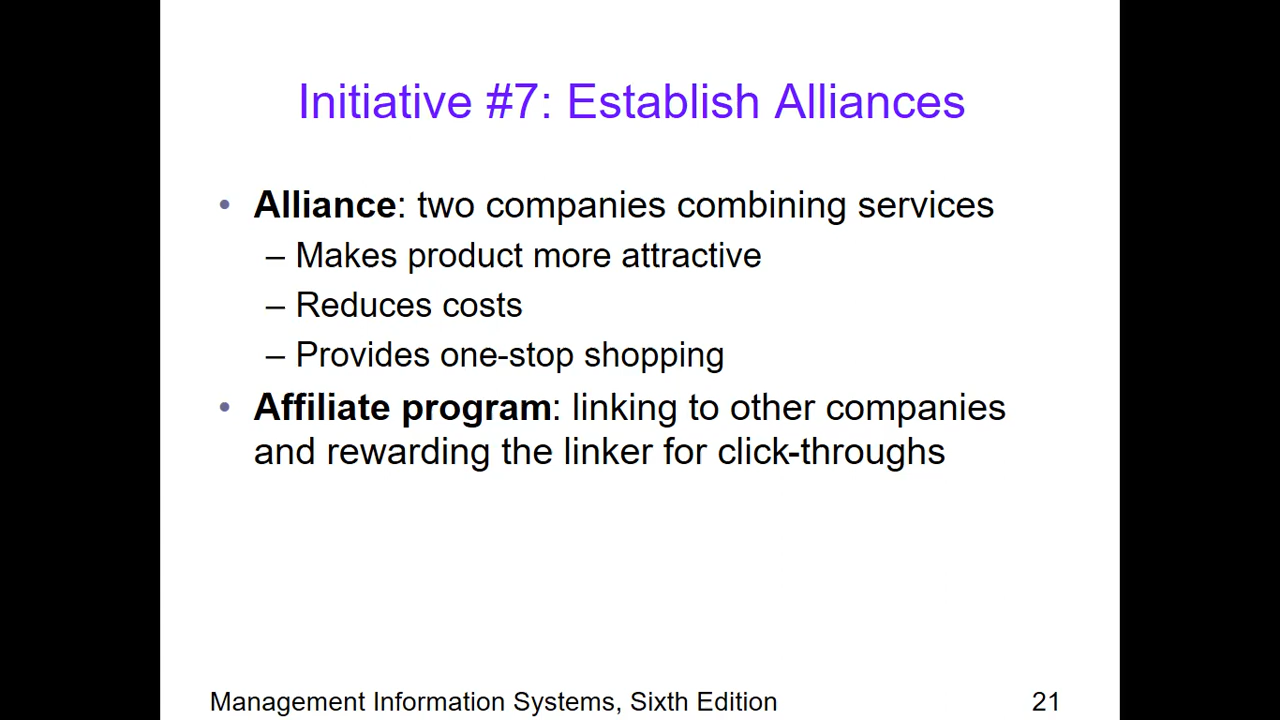 Initiative #7: Establish Alliances
• Alliance: two companies combining services
– Makes product more attractive
– Reduces costs
– Provides one-stop shopping
• Affiliate program: linking to other companies
and rewarding the linker for click-throughs
Management Information Systems, Sixth Edition 21